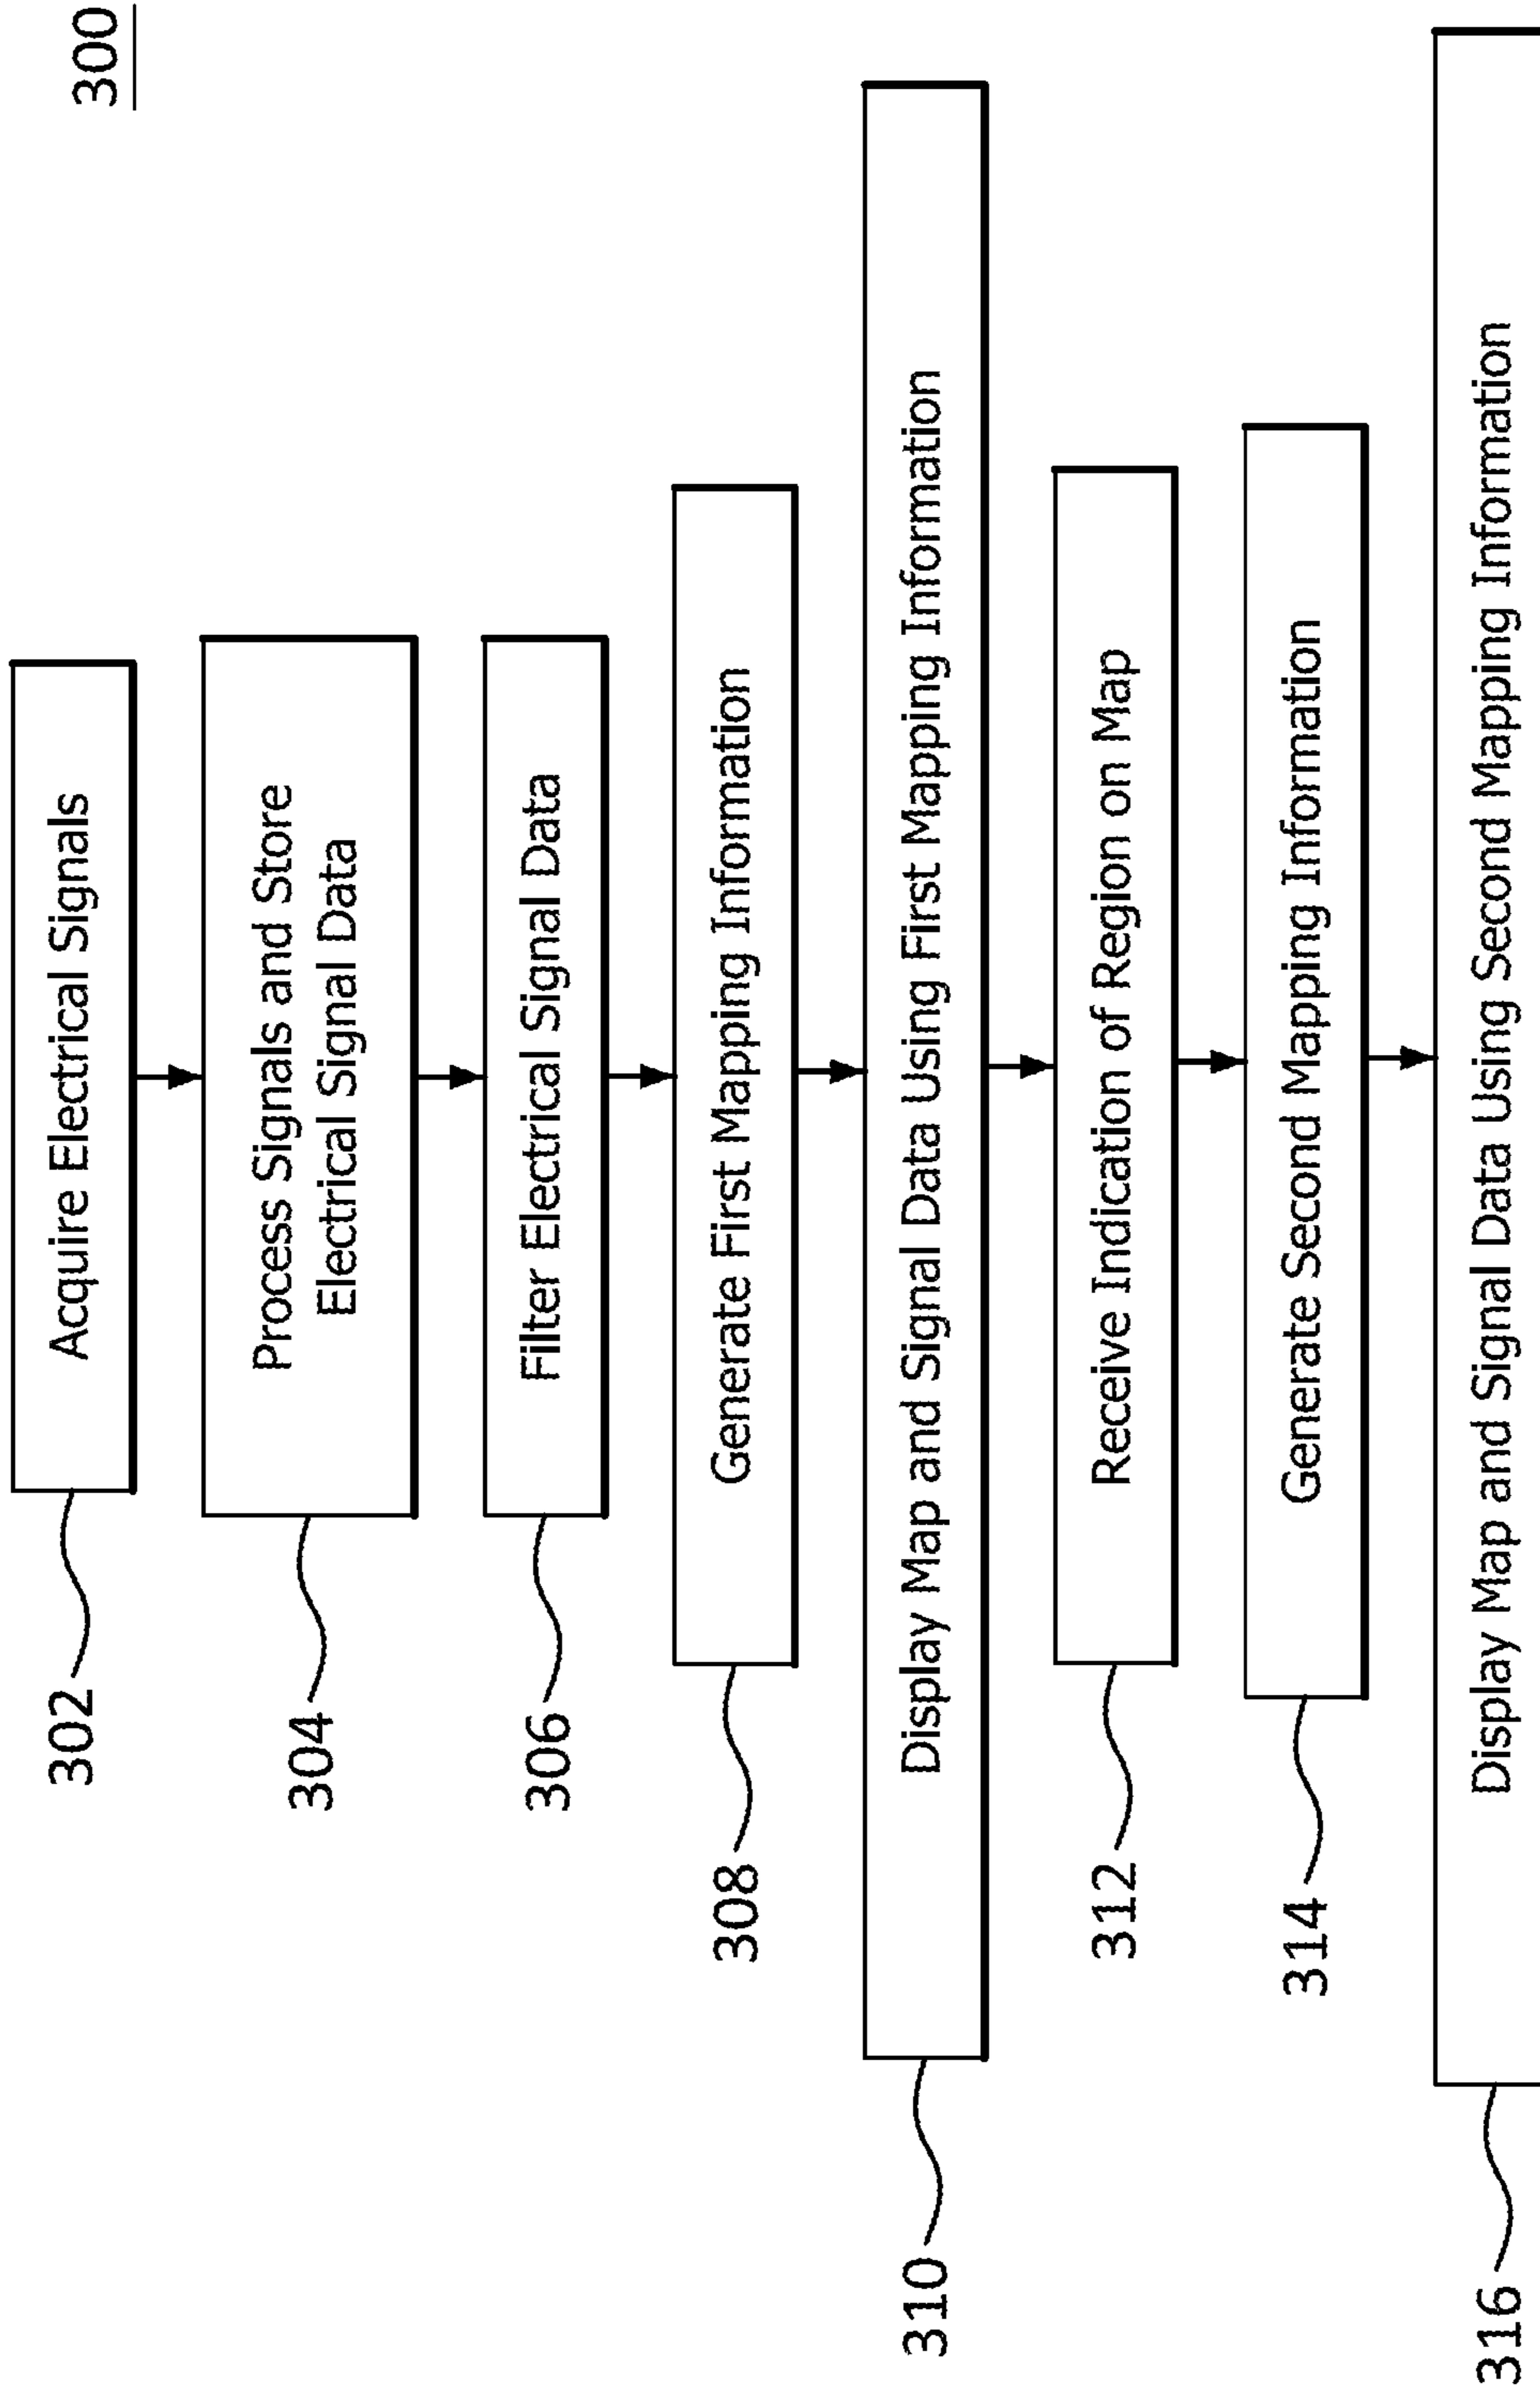 300
302
Acquire Electrical Signals
304
Process Signals and Store
Electrical Signal Data
306
Filter Electrical Signal Data
308
Generate First Mapping Information
310
Display Map and Signal Data Using First Mapping Information
312
Receive Indication of Region on Map
314
Generate Second Mapping Information
316
Display Map and Signal Data Using Second Mapping Information